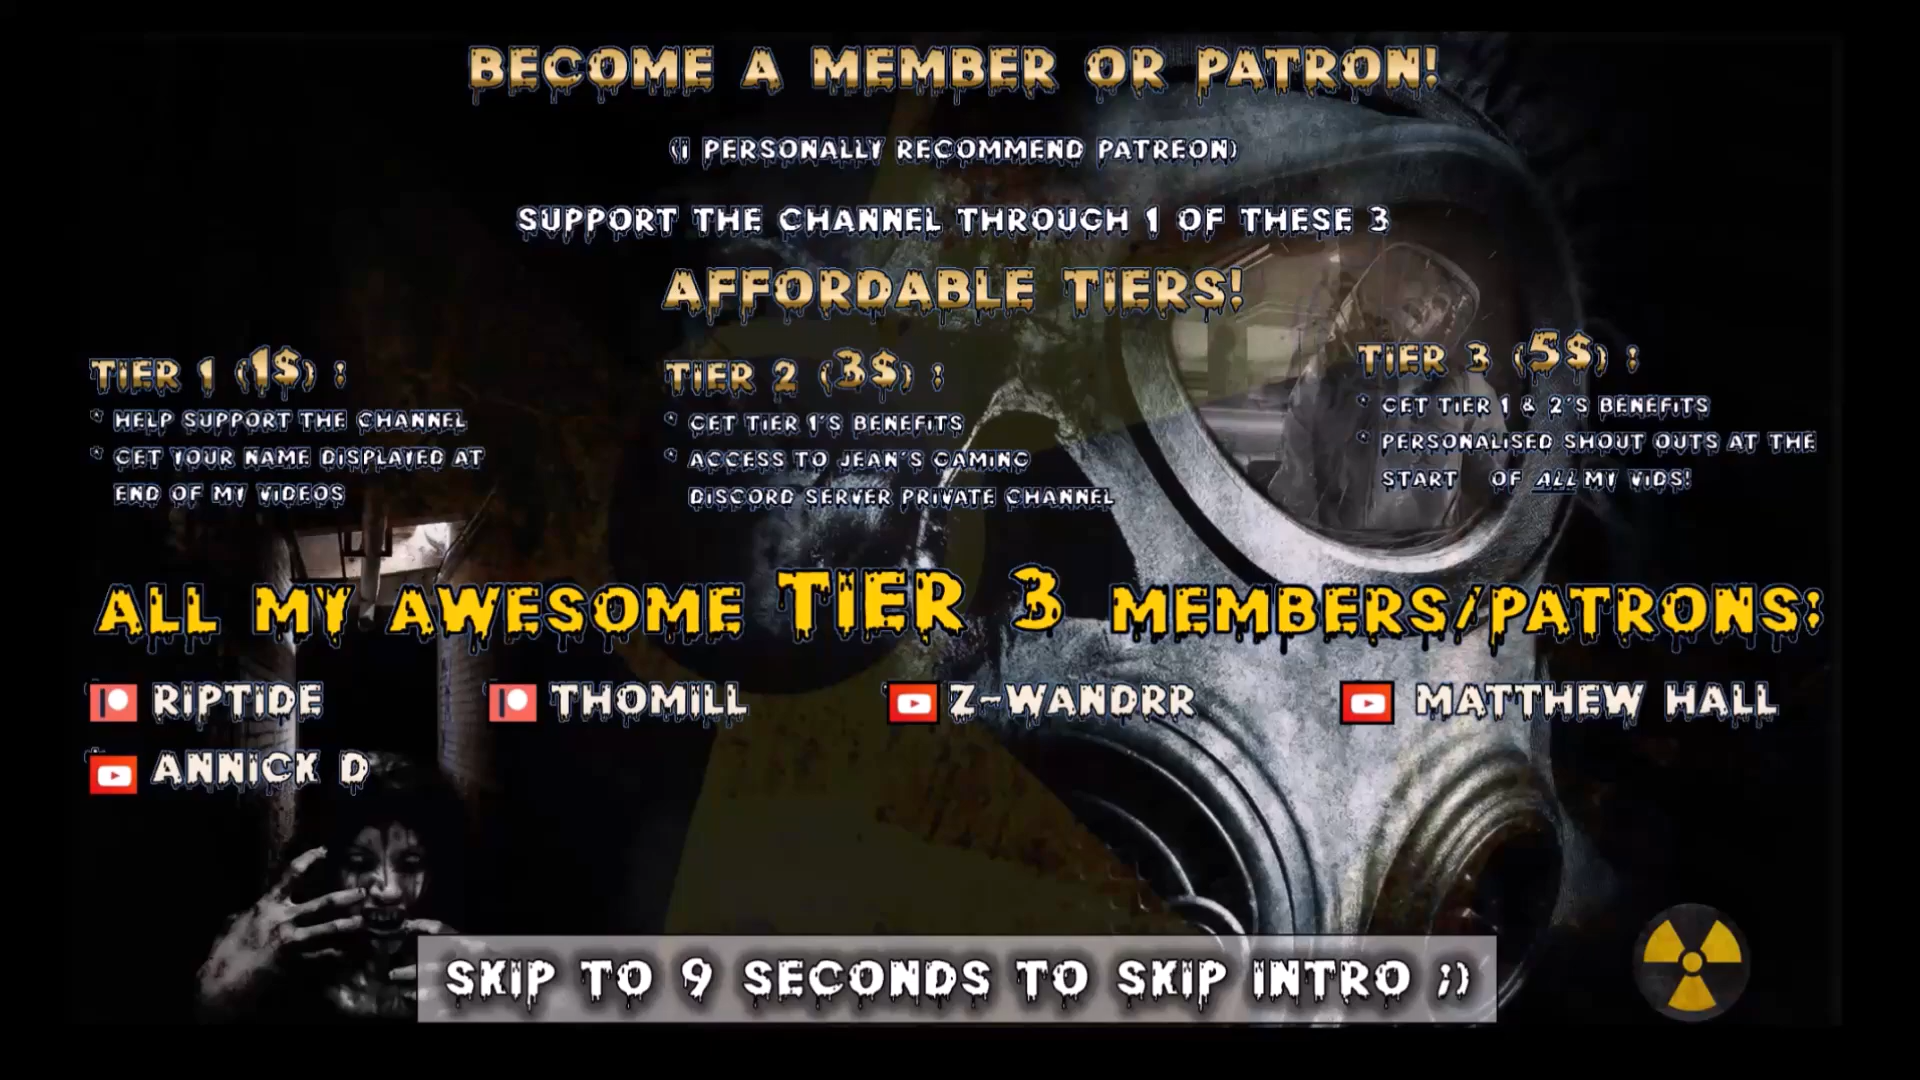 BECOME A MEMBER OR PATRON!
(I PERSONALLY RECOMMEND PATREON)
SUPPORT THE CHANNEL THROUGH 1 OF THESE 3
AFFORDABLE TIERS!
TIER 1 (1$) :
* HELP SUPPORT THE CHANNEL
* GET YOUR NAME DISPLAYED AT
END OF MY VIDEOS
TIER 2 (3$) :
* GET TIER 1'S BENEFITS
* ACCESS TO JEAN'S GAMING
DISCORD SERVER PRIVATE CHANNEL
TIER 3 (5$) :
* GET TIER 1 & 2'S BENEFITS
* PERSONALISED SHOUT OUTS AT THE
START OF ALL MY VIDS!
ALL MY AWESOME TIER 3 MEMBERS/PATRONS:
RIPTIDE THOMILL Z-WANDRR MATTHEW HALL
ANNICK D
SKIP TO 9 SECONDS TO SKIP INTRO ;)